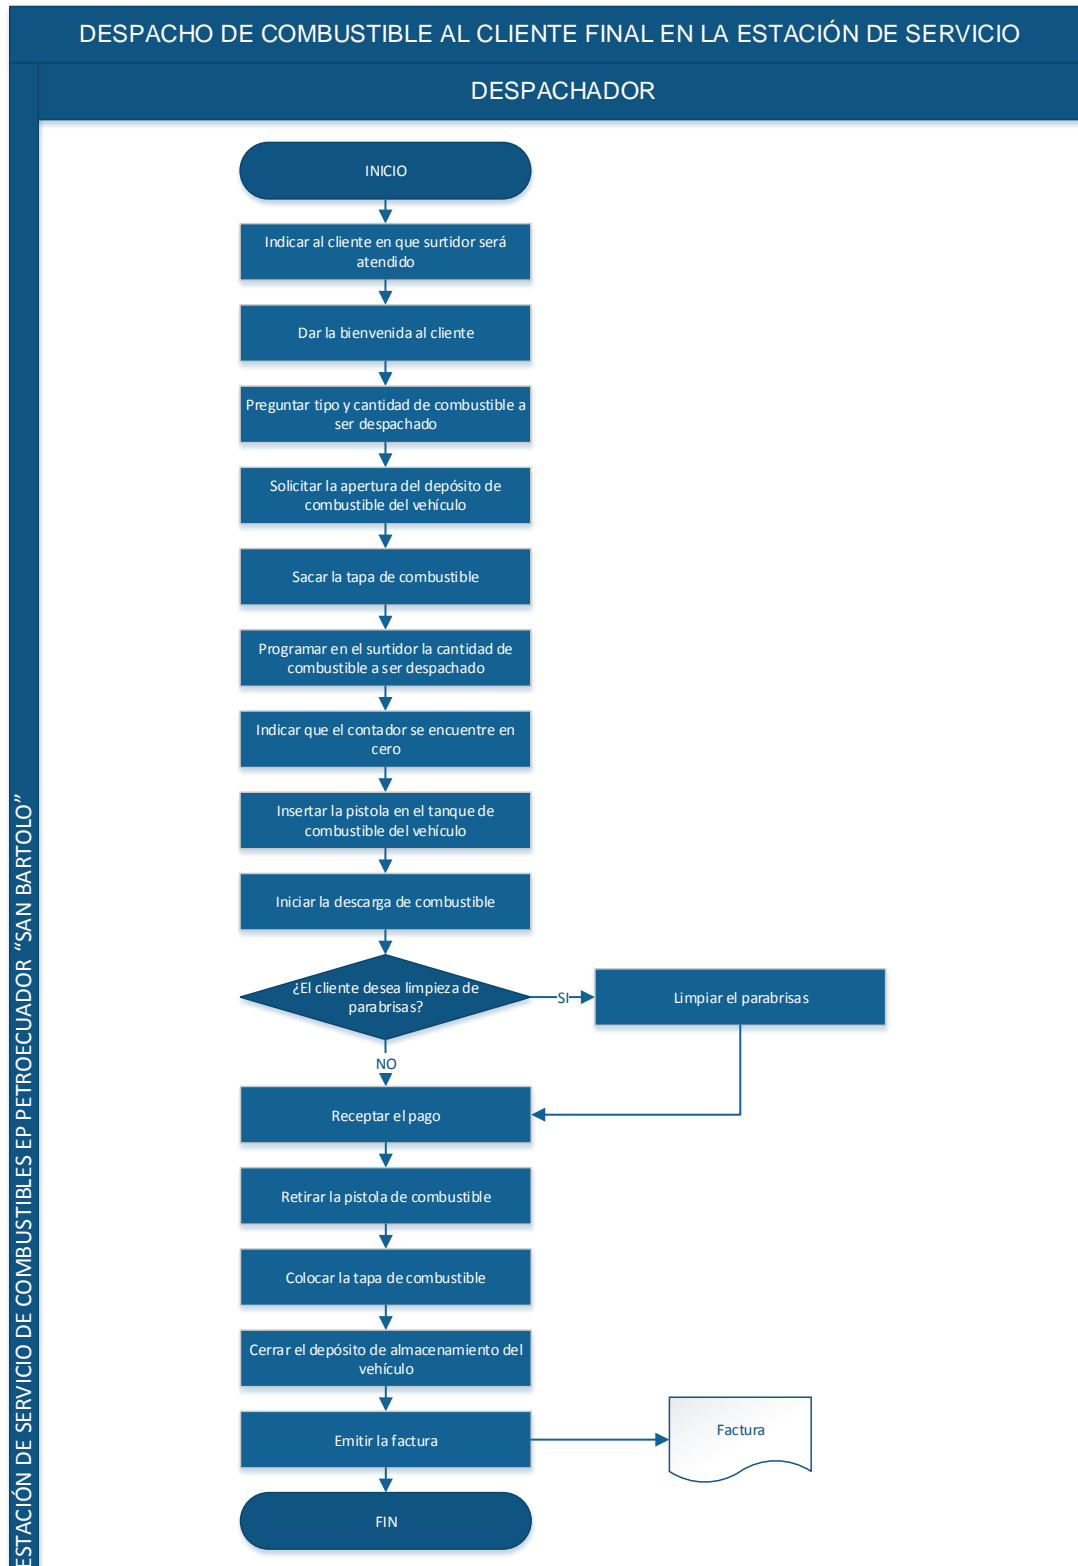 DESPACHO DE COMBUSTIBLE AL CLIENTE FINAL EN LA ESTACIÓN DE SERVICIO
DESPACHADOR
ESTACIÓN DE SERVICIO DE COMBUSTIBLES EP PETROECUADOR “SAN BARTOLO”
INICIO
Indicar al cliente en que surtidor será
atendido
Dar la bienvenida al cliente
Preguntar tipo y cantidad de combustible a
ser despachado
Solicitar la apertura del depósito de
combustible del vehículo
Sacar la tapa de combustible
Programar en el surtidor la cantidad de
combustible a ser despachado
Indicar que el contador se encuentre en
cero
Insertar la pistola en el tanque de
combustible del vehículo
Iniciar la descarga de combustible
¿El cliente desea limpieza de
parabrisas?
SI
Limpiar el parabrisas
NO
Receptar el pago
Retirar la pistola de combustible
Colocar la tapa de combustible
Cerrar el depósito de almacenamiento del
vehículo
Emitir la factura
Factura
FIN